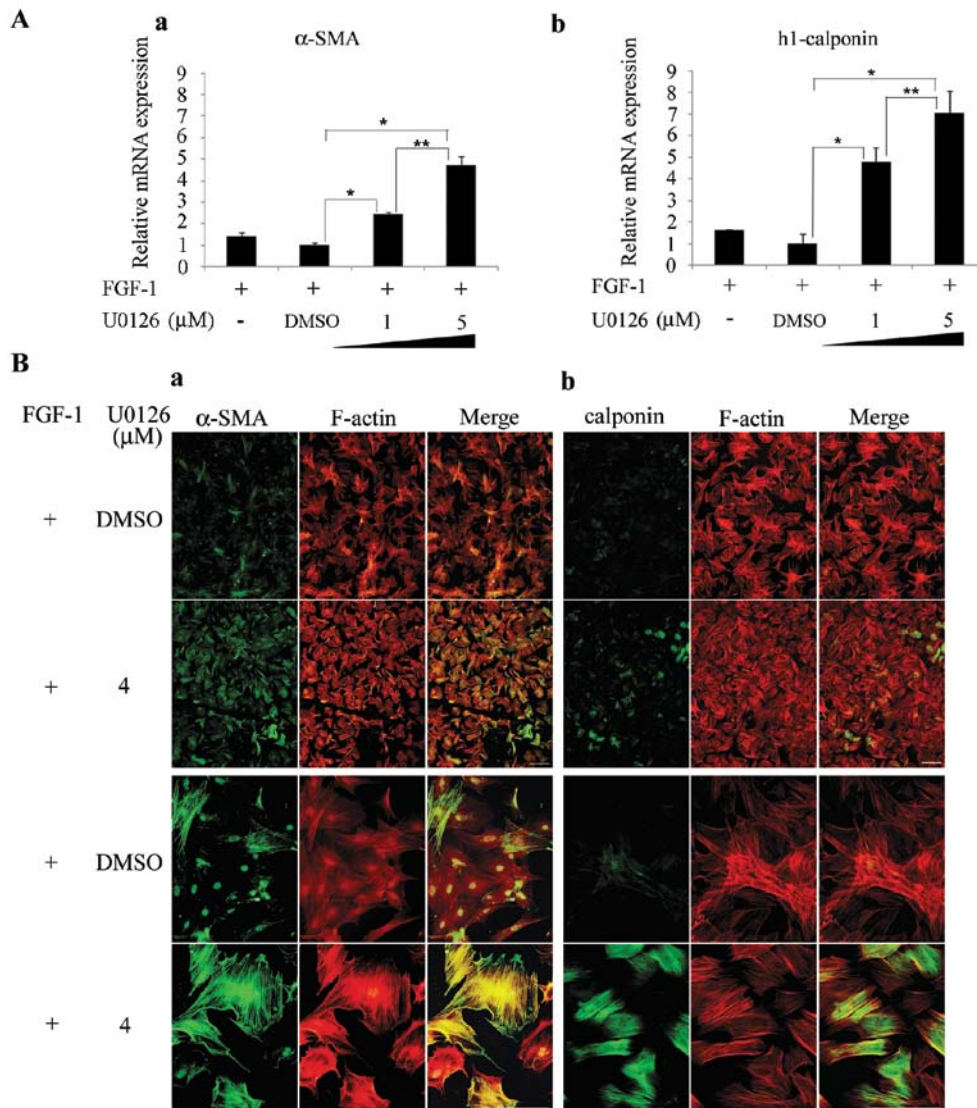 A
a
α-SMA
Relative mRNA expression
9
8
7
6
5
4
3
2
1
0
*
**
*
FGF-1 + + + +
U0126 (μM) - DMSO 1 5
b
h1-calponin
Relative mRNA expression
9
8
7
6
5
4
3
2
1
0
*
**
*
FGF-1 + + + +
U0126 (μM) - DMSO 1 5
B
a
b
FGF-1 U0126 (μM) α-SMA F-actin Merge calponin F-actin Merge
+ DMSO
+ 4
+ DMSO
+ 4